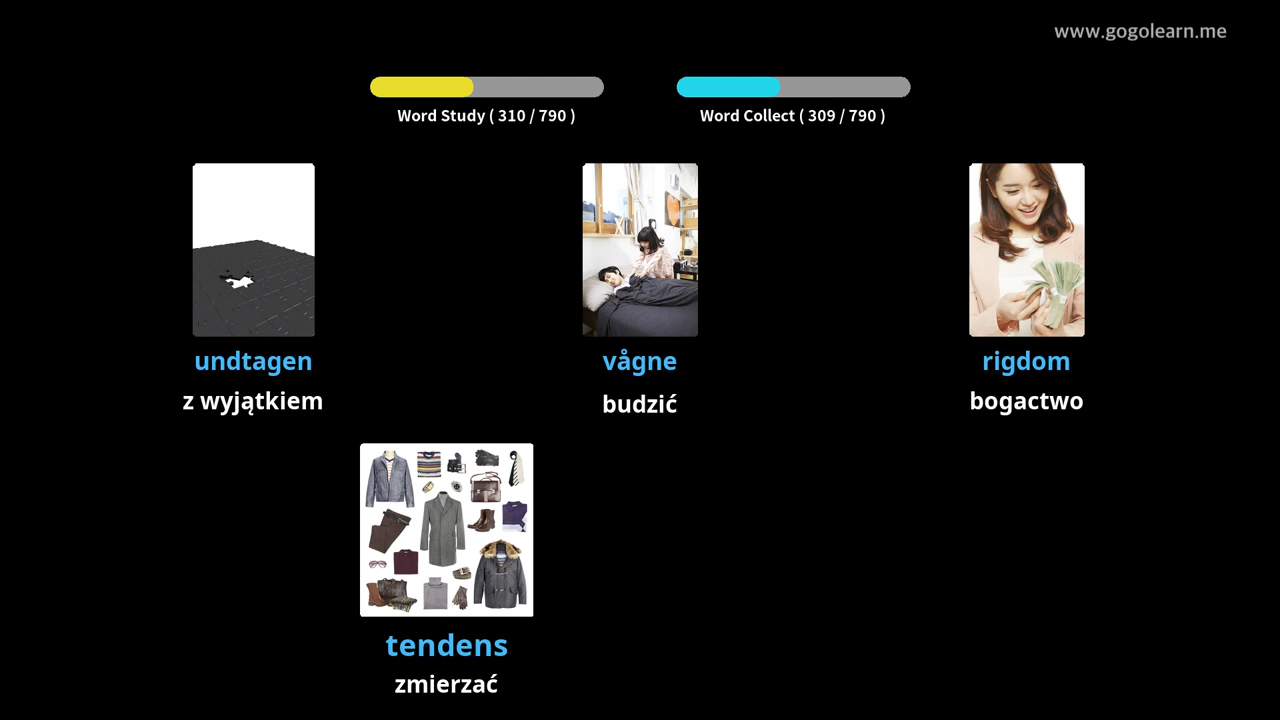 www.gogolearn.me
Word Study ( 310 / 790 )
Word Collect ( 309 / 790 )
undtagen
z wyjątkiem
vågne
budzić
rigdom
bogactwo
tendens
zmierzać